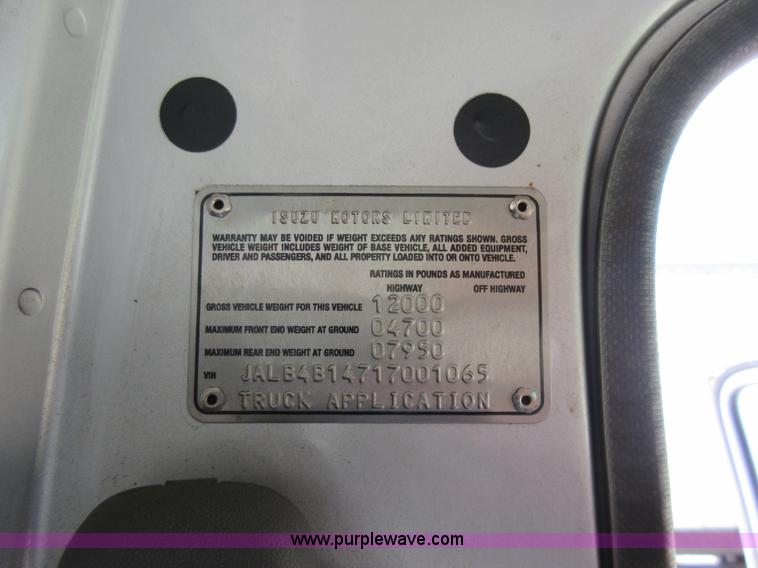 ISUZU MOTORS LIMITED
WARRANTY MAY BE VOIDED IF WEIGHT EXCEEDS ANY RATINGS SHOWN. GROSS
VEHICLE WEIGHT INCLUDES WEIGHT OF BASE VEHICLE, ALL ADDED EQUIPMENT,
DRIVER AND PASSENGERS, AND ALL PROPERTY LOADED INTO OR ONTO VEHICLE.
RATINGS IN POUNDS AS MANUFACTURED
HIGHWAY OFF HIGHWAY
GROSS VEHICLE WEIGHT FOR THIS VEHICLE 12000
MAXIMUM FRONT END WEIGHT AT GROUND 04700
MAXIMUM REAR END WEIGHT AT GROUND 07950
VIN JALB4B14717001065
TRUCK APPLICATION
www.purplewave.com